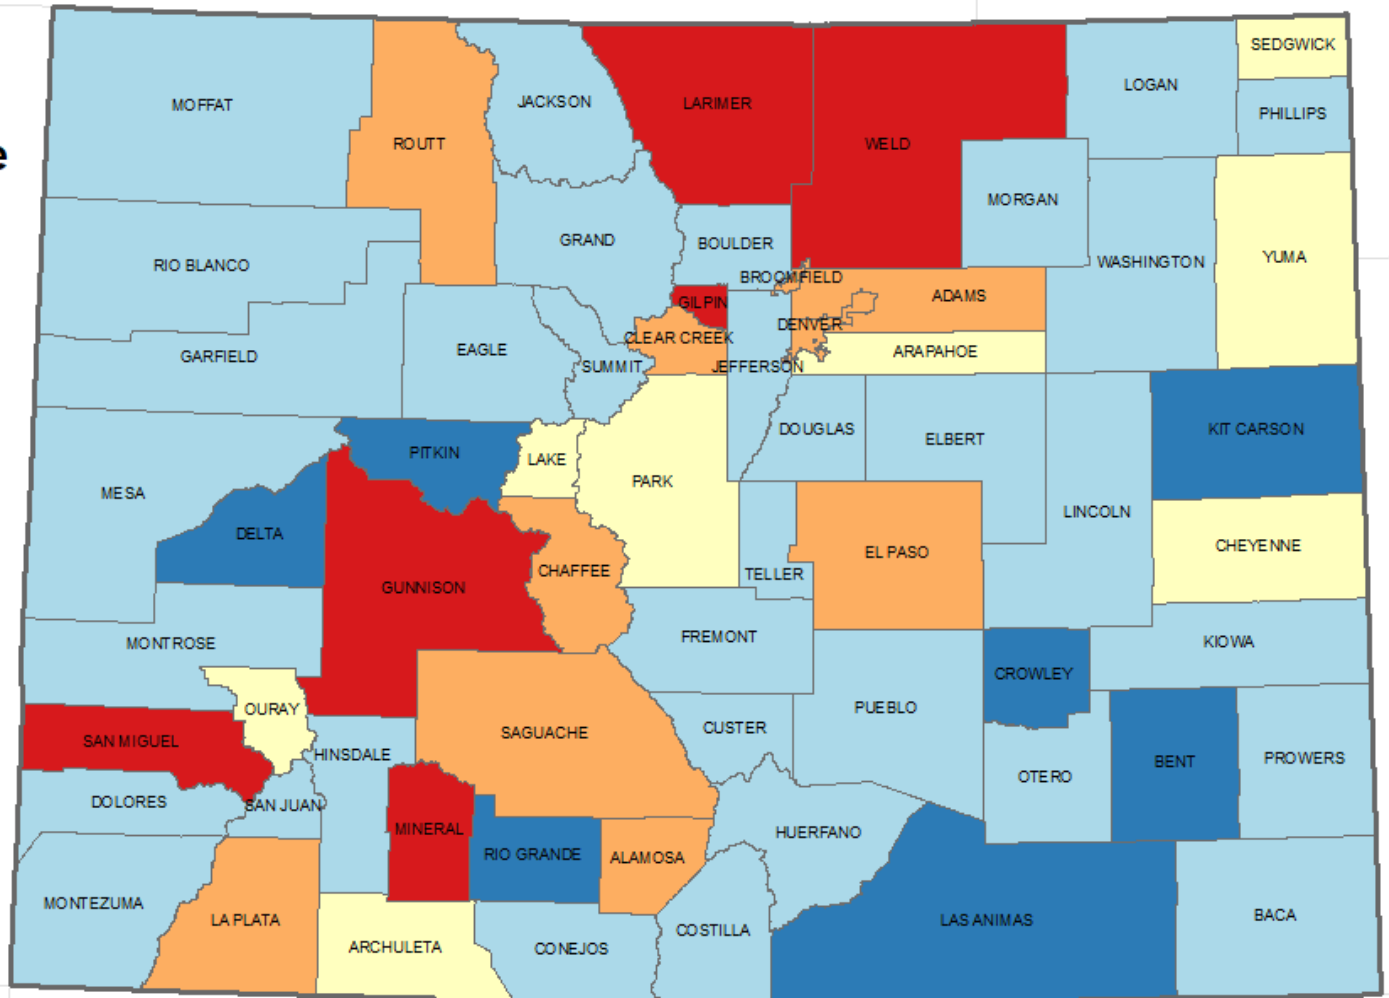 SEDGWICK
LOGAN
JACKSON
MOFFAT
LARIMER
PHILLIPS
ROUTT
WELD
e
MORGAN
GRAND
BOULDER
YUMA
RIO BLANCO
WASHINGTON
BROOMFIELD
ADAMS
GILPIN
DENVER
CLEAR CREEK
EAGLE
ARAPAHOE
GARFIELD
SUMMIT
JEFFERSON
DOUGLAS
KIT CARSON
ELBERT
PITKIN
LAKE
PARK
MESA
LINCOLN
DELTA
CHEYENNE
EL PASO
CHAFFEE
TELLER
GUNNISON
FREMONT
KIOWA
MONTROSE
CROWLEY
OURAY
PUEBLO
CUSTER
SAGUACHE
SAN MIGUEL
HINSDALE
PROWERS
BENT
OTERO
DOLORES
SAN JUAN
MINERAL
HUERFANO
RIO GRANDE
ALAMOSA
MONTEZUMA
BACA
LA PLATA
LAS ANIMAS
COSTILLA
ARCHULETA
CONEJOS